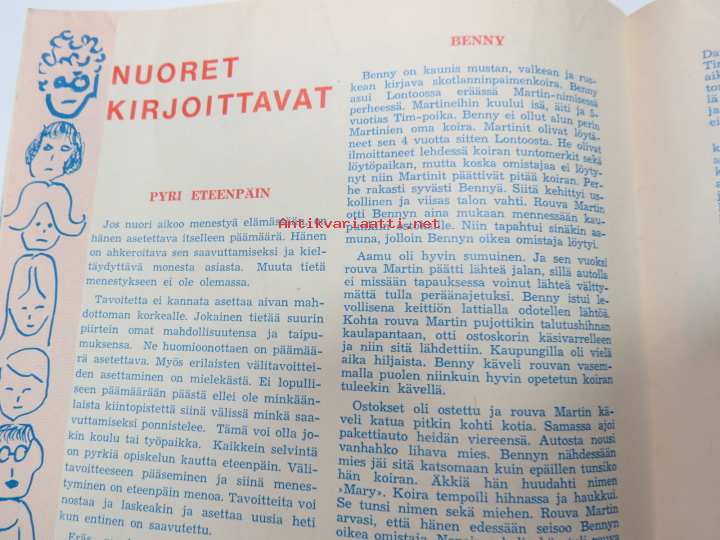 NUORET
KIRJOITTAVAT
PYRI ETEENPÄIN
Jos nuori aikoo menestyä elämässään, on
hänen asetettava itselleen päämäärä. Hänen
on ahkeroitava sen saavuttamiseksi ja kiel-
täydyttävä monesta asiasta. Muuta tietä
menestykseen ei ole olemassa.
Tavoitetta ei kannata asettaa aivan mah-
dottoman korkealle. Jokainen tietää suurin
piirtein omat mahdollisuutensa ja taipu-
muksensa. Ne huomioonottaen on päämää-
rä asetettava. Myös erilaisten välitavoittei-
den asettaminen on mielekästä. Ei lopulli-
seen päämäärään päästä ellei ole minkään-
laista kiintopistettä siinä välissä minkä saa-
vuttamiseksi ponnistelee. Tämä voi olla jo-
kin koulu tai työpaikka. Kaikkein selvintä
on pyrkiä opiskelun kautta eteenpäin. Väli-
tavoitteeseen pääseminen ja siinä menes-
tyminen on eteenpäin menoa. Tavoitteita voi
nostaa ja laskeakin ja asettaa uusia heti
kun entinen on saavutettu.
BENNY
Benny on kaunis mustan, valkean ja rus-
kean kirjava skotlanninpaimenkoira. Benny
asui Lontoossa eräässä Martin-nimisessä
perheessä. Martineihin kuului isä, äiti ja 5-
vuotias Tim-poika. Benny ei ollut alun perin
Martinien oma koira. Martinit olivat löytä-
neet sen 4 vuotta sitten Lontoosta. He olivat
ilmoittaneet lehdessä koiran tuntomerkit sekä
löytöpaikan, mutta koska omistajaa ei löyty-
nyt niin Martinit päättivät pitää koiran. Per-
he rakasti syvästi Bennyä. Siitä kehittyi us-
kollinen ja viisas talon vahti. Rouva Martin
otti Bennyn aina mukaan mennessään kau-
punkiin ostoksille. Niin tapahtui sinäkin aa-
muna, jolloin Bennyn oikea omistaja löytyi.
Aamu oli hyvin sumuinen. Ja sen vuoksi
rouva Martin päätti lähteä jalan, sillä autolla
ei missään tapauksessa voinut lähteä vältty-
mättä tulla peräänajetuksi. Benny istui le-
vollisena keittiön lattialla odotellen lähtöä.
Kohta rouva Martin pujottikin talutushihnan
kaulapantaan, otti ostoskorin käsivarrelleen
ja niin sitä lähdettiin. Kaupungilla oli vielä
aika hiljaista. Benny käveli rouvan vasem-
malla puolen niinkuin hyvin opetetun koiran
tuleekin kävellä.
Ostokset oli ostettu ja rouva Martin kä-
veli katua pitkin kohti kotia. Samassa ajoi
pakettiauto heidän viereensä. Autosta nousi
vanhahko lihava mies. Bennyn nähdessään
mies jäi sitä katsomaan kuin epäillen tunsiko
hän koiran. Äkkiä hän huudahti nimen
»Mary». Koira tempoili hihnassa ja haukkui.
Se tunsi nimen sekä miehen. Rouva Martin
arvasi, että hänen edessään seisoo Bennyn
Antikvariantti.net